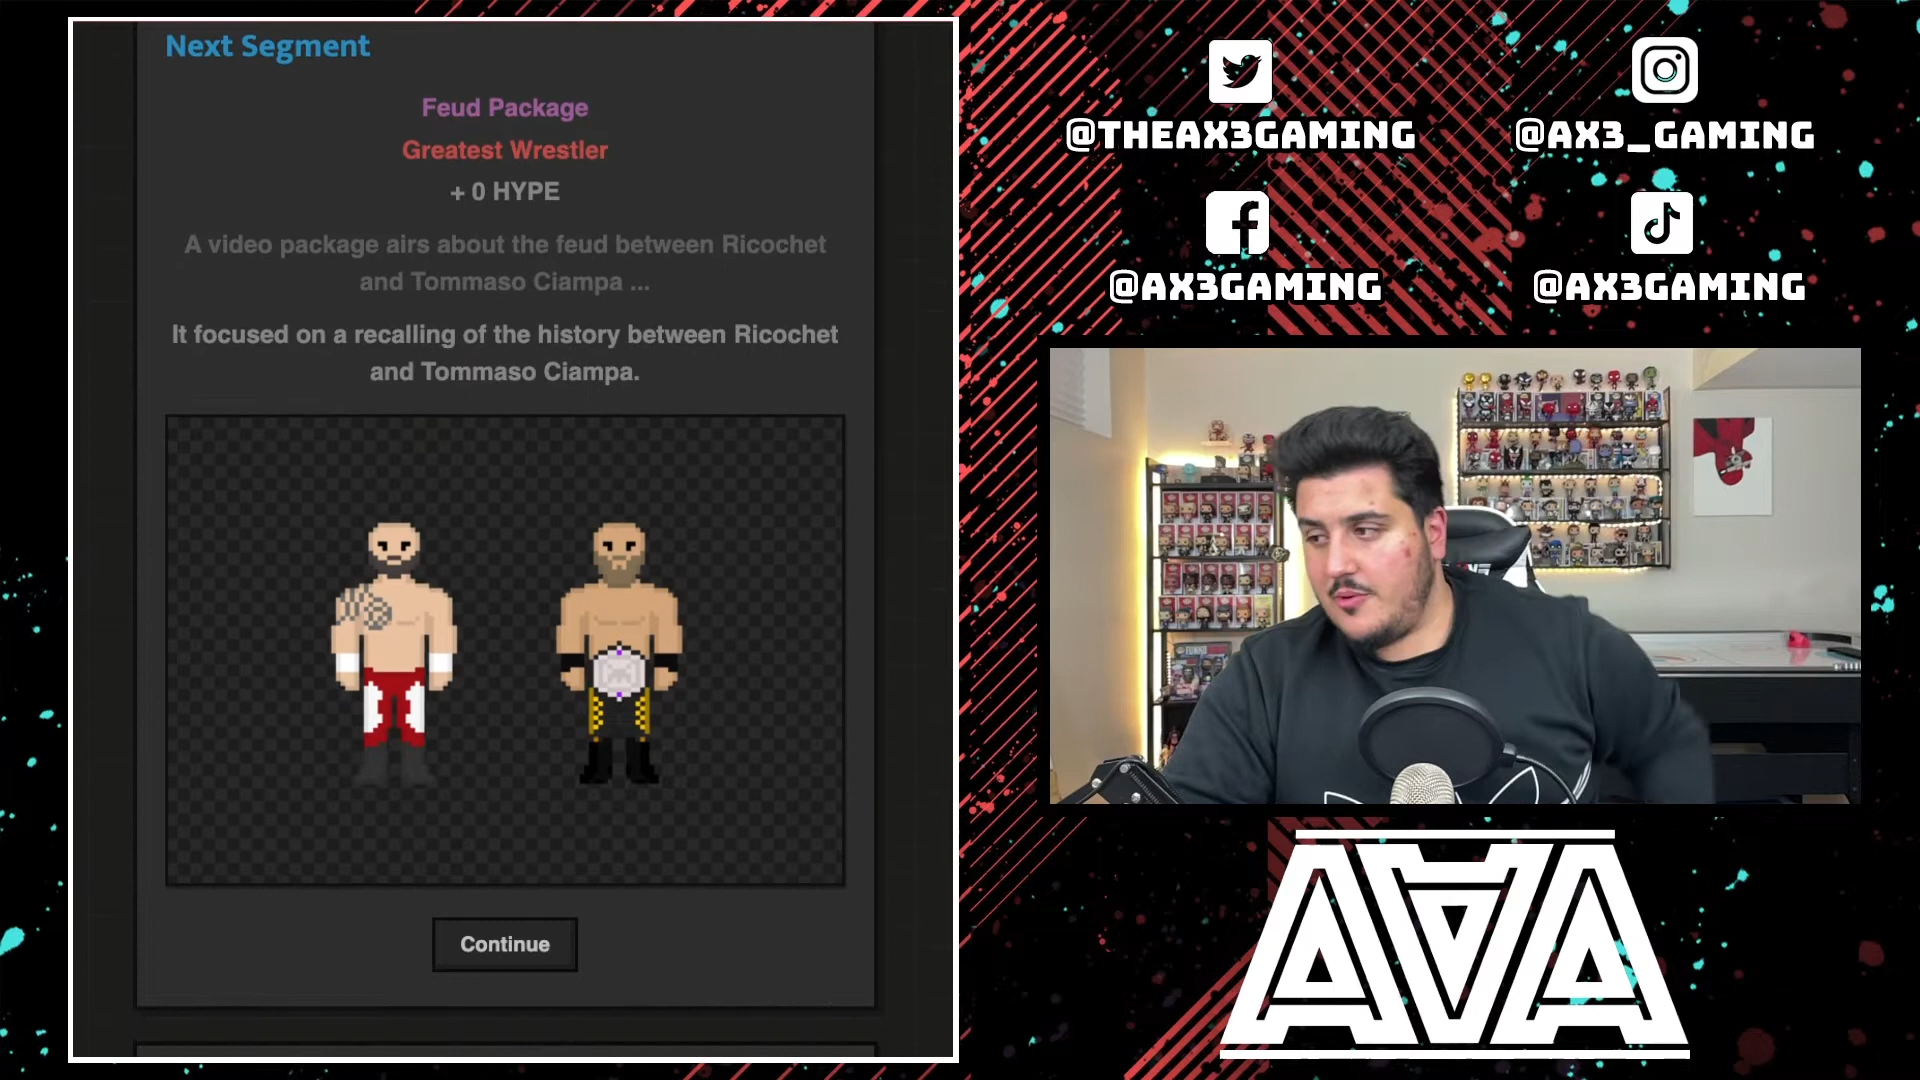 Next Segment
Feud Package
Greatest Wrestler
+ 0 HYPE
A video package airs about the feud between Ricochet
and Tommaso Ciampa ...
It focused on a recalling of the history between Ricochet
and Tommaso Ciampa.
Continue
@THEAX3GAMING
@AX3_GAMING
@AX3GAMING
@AX3GAMING